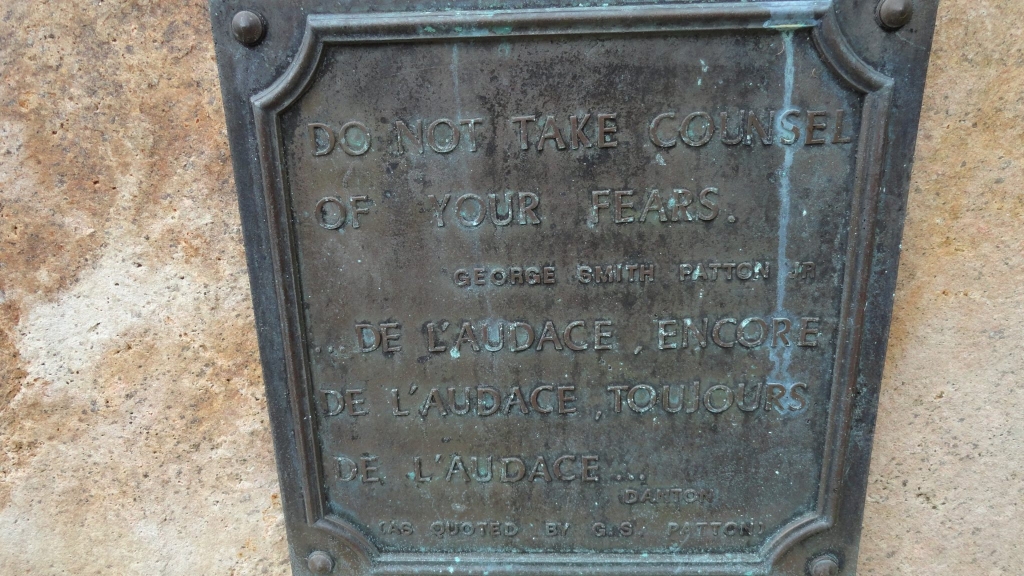 DO NOT TAKE COUNSEL
OF YOUR FEARS.
GEORGE SMITH PATTON JR
...DE L'AUDACE, ENCORE
DE L'AUDACE, TOUJOURS
DE L'AUDACE...
DANTON
(AS QUOTED BY G.S. PATTON)